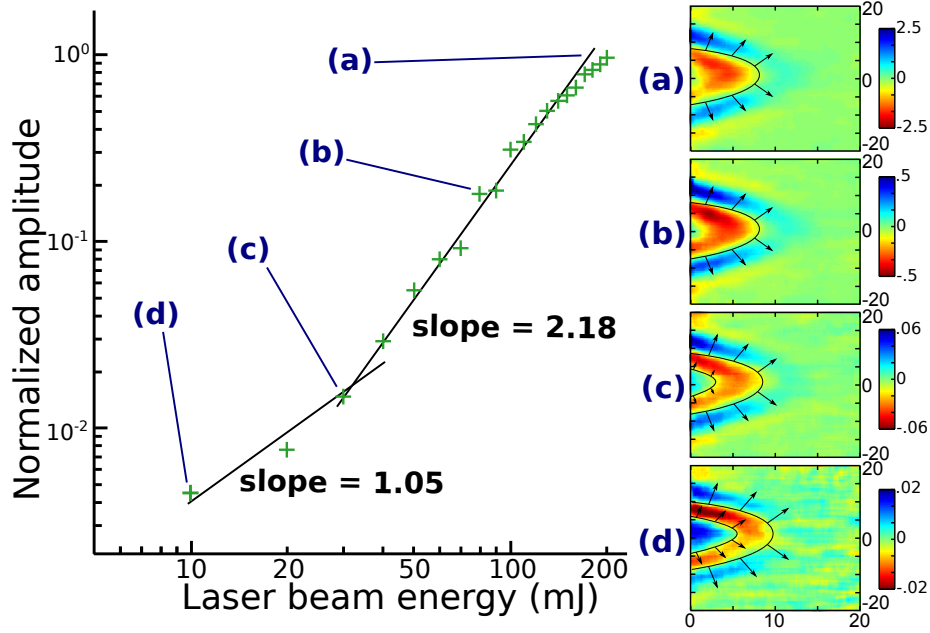 Normalized amplitude
10⁰
10⁻¹
10⁻²
(a)
(b)
(c)
(d)
slope = 2.18
slope = 1.05
10
20
50
100
200
Laser beam energy (mJ)
(a)
20
0
-20
2.5
0
-2.5
(b)
20
0
-20
.5
0
-.5
(c)
20
0
-20
.06
0
-.06
(d)
20
0
-20
.02
0
-.02
0 10 20